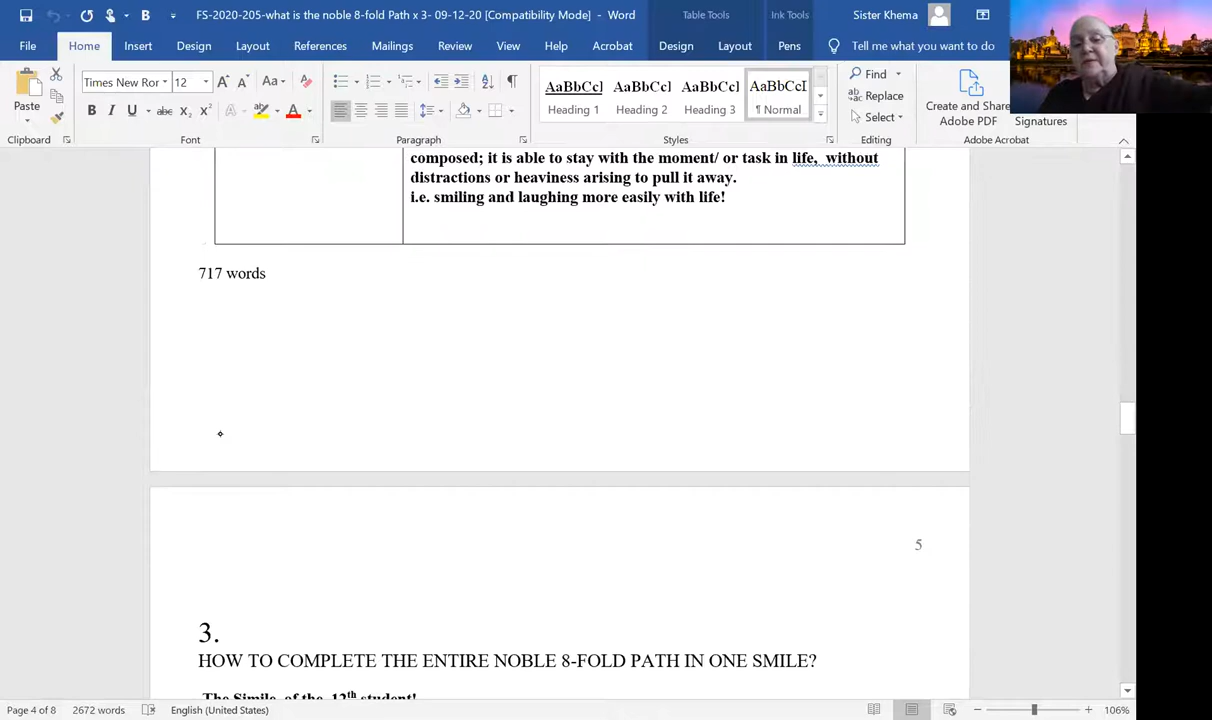 FS-2020-205-what is the noble 8-fold Path x 3- 09-12-20 [Compatibility Mode] - Word
Table Tools
Ink Tools
Sister Khema
File Home Insert Design Layout References Mailings Review View Help Acrobat Design Layout Pens Tell me what you want to do
Paste
Times New Ror 12
AaBbCcI AaBbCcI AaBbCcI AaBbCcI
Heading 1 Heading 2 Heading 3 ¶ Normal
Find
Replace
Select
Create and Share
Adobe PDF
Signatures
Clipboard Font Paragraph Styles Editing Adobe Acrobat
composed; it is able to stay with the moment/ or task in life, without
distractions or heaviness arising to pull it away.
i.e. smiling and laughing more easily with life!
717 words
5
3.
HOW TO COMPLETE THE ENTIRE NOBLE 8-FOLD PATH IN ONE SMILE?
The Simile of the 12th student!
Page 4 of 8 2672 words English (United States) 106%